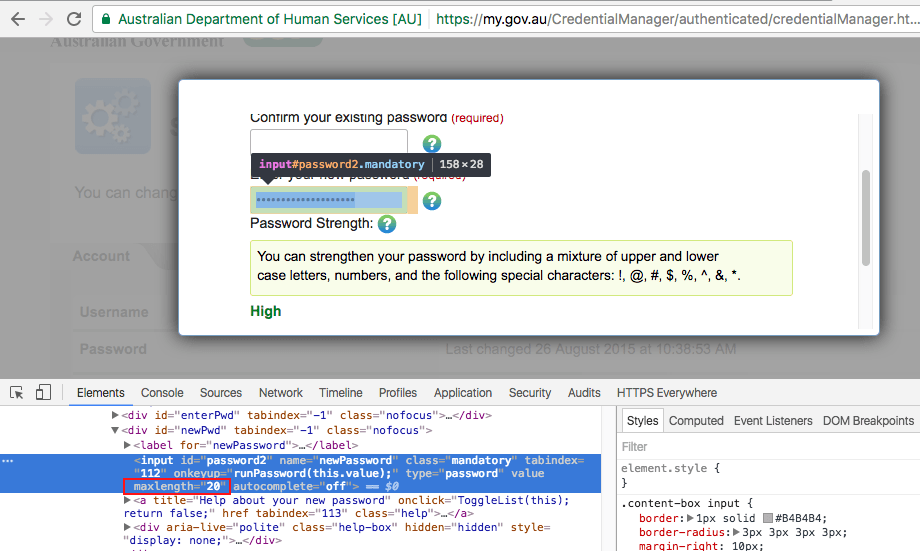 Australian Department of Human Services [AU] | https://my.gov.au/CredentialManager/authenticated/credentialManager.ht...
Australian Government
Confirm your existing password (required)
input#password2.mandatory | 158 × 28
Enter your new password (required)
••••••••••••••••••••
Password Strength:
You can strengthen your password by including a mixture of upper and lower
case letters, numbers, and the following special characters: !, @, #, $, %, ^, &, *.
High
You can chang
Account
Username
Password
Last changed 26 August 2015 at 10:38:53 AM
Elements Console Sources Network Timeline Profiles Application Security Audits HTTPS Everywhere
▶<div id="enterPwd" tabindex="-1" class="nofocus">…</div>
▼<div id="newPwd" tabindex="-1" class="nofocus">
▶<label for="newPassword">…</label>
<input id="password2" name="newPassword" class="mandatory" tabindex=
"112" onkeyup="runPassword(this.value);" type="password" value
maxlength="20" autocomplete="off"> == $0
▶<a title="Help about your new password" onclick="ToggleList(this);
return false;" href tabindex="113" class="help">…</a>
▶<div aria-live="polite" class="help-box" hidden="hidden" style=
"display: none;">…</div>
Styles Computed Event Listeners DOM Breakpoints
Filter
element.style {
}
.content-box input {
border:▶1px solid #B4B4B4;
border-radius:▶3px 3px 3px 3px;
margin-right: 10px;